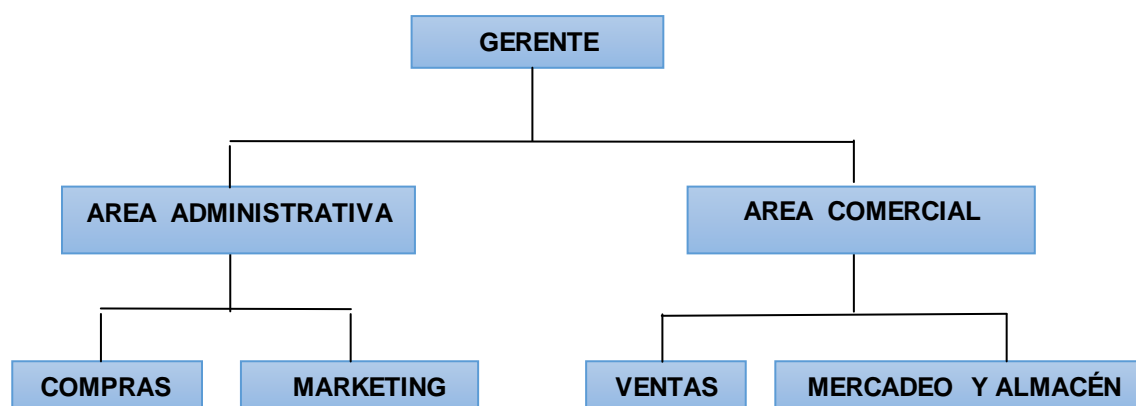 GERENTE
AREA ADMINISTRATIVA
AREA COMERCIAL
COMPRAS
MARKETING
VENTAS
MERCADEO Y ALMACÉN